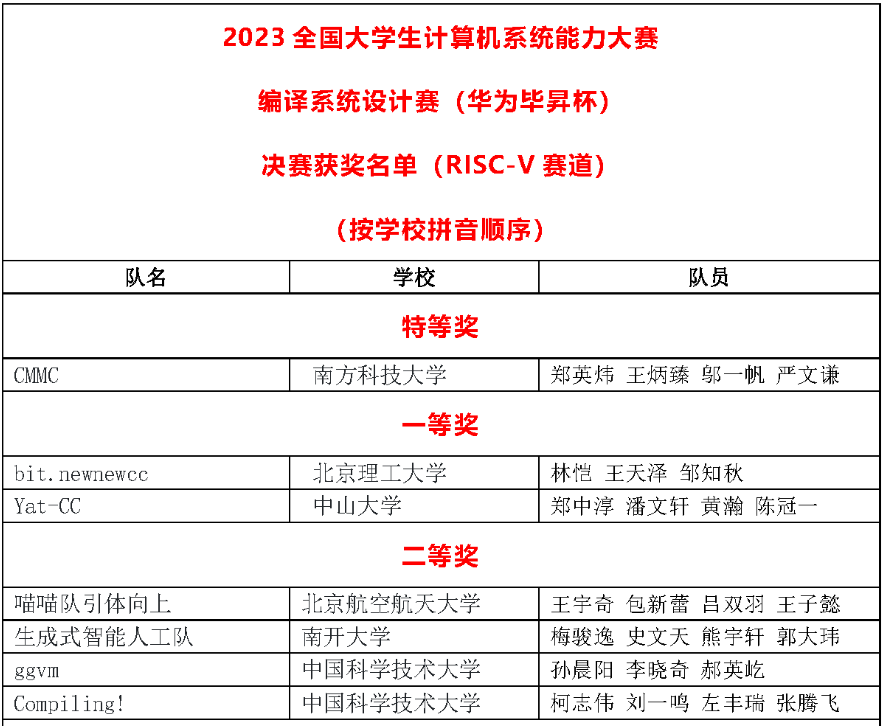 2023 全国大学生计算机系统能力大赛
编译系统设计赛（华为毕昇杯）
决赛获奖名单（RISC-V 赛道）
（按学校拼音顺序）
队名 学校 队员
特等奖
CMMC 南方科技大学 郑英炜 王炳臻 邬一帆 严文谦
一等奖
bit.newnewcc 北京理工大学 林恺 王天泽 邹知秋
Yat-CC 中山大学 郑中淳 潘文轩 黄瀚 陈冠一
二等奖
喵喵队引体向上 北京航空航天大学 王宇奇 包新蕾 吕双羽 王子懿
生成式智能人工队 南开大学 梅骏逸 史文天 熊宇轩 郭大玮
ggvm 中国科学技术大学 孙晨阳 李晓奇 郝英屹
Compiling! 中国科学技术大学 柯志伟 刘一鸣 左丰瑞 张腾飞